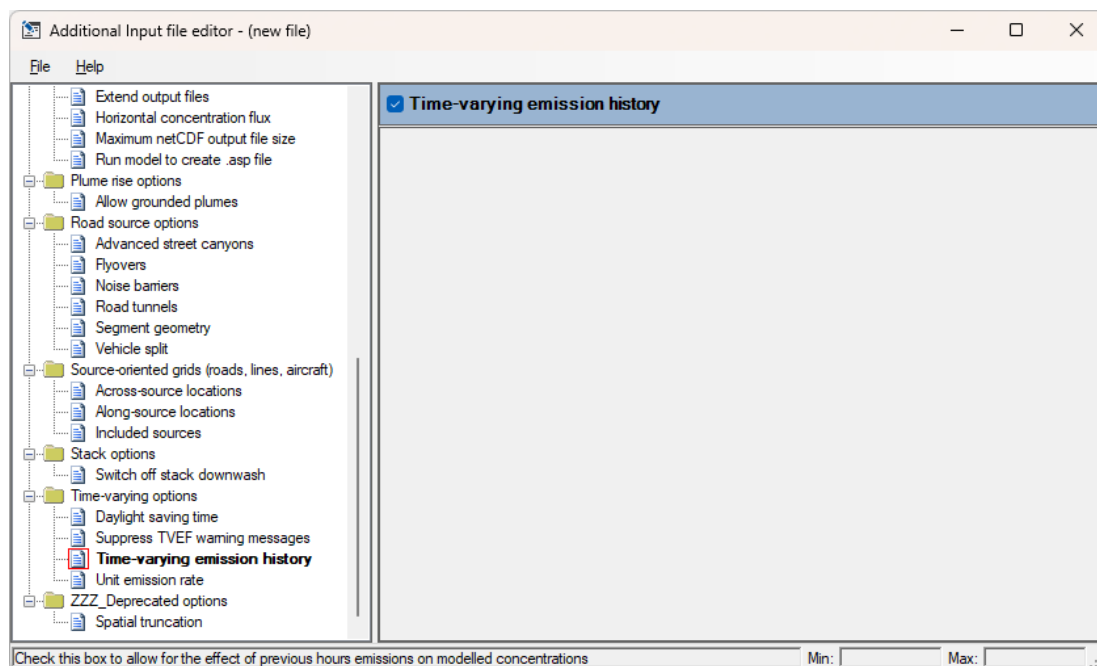 Additional Input file editor - (new file)
File Help
Extend output files
Horizontal concentration flux
Maximum netCDF output file size
Run model to create .asp file
Plume rise options
Allow grounded plumes
Road source options
Advanced street canyons
Flyovers
Noise barriers
Road tunnels
Segment geometry
Vehicle split
Source-oriented grids (roads, lines, aircraft)
Across-source locations
Along-source locations
Included sources
Stack options
Switch off stack downwash
Time-varying options
Daylight saving time
Suppress TVEF warning messages
Time-varying emission history
Unit emission rate
ZZZ_Deprecated options
Spatial truncation
Time-varying emission history
Check this box to allow for the effect of previous hours emissions on modelled concentrations
Min: Max: